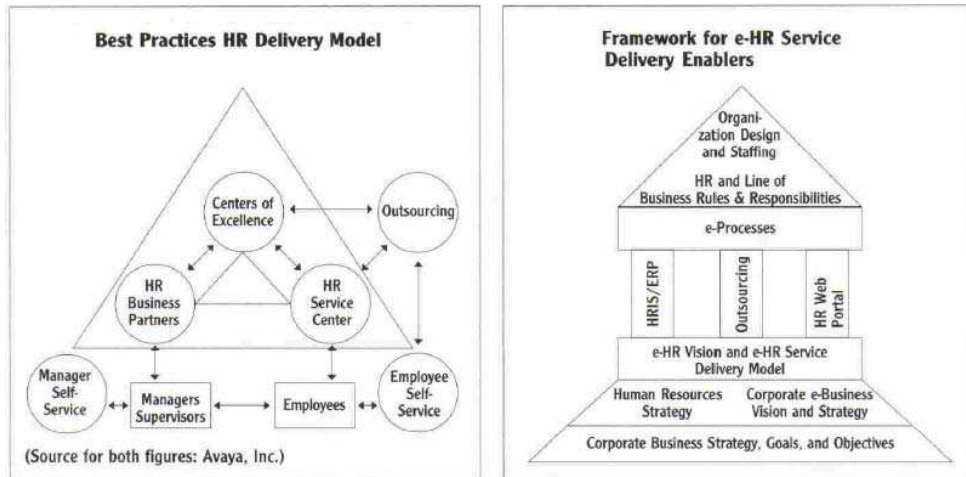 Best Practices HR Delivery Model
Centers of
Excellence
Outsourcing
HR
Business
Partners
HR
Service
Center
Manager
Self-
Service
Managers
Supervisors
Employees
Employee
Self-
Service
(Source for both figures: Avaya, Inc.)
Framework for e-HR Service
Delivery Enablers
Organi-
zation Design
and Staffing
HR and Line of
Business Rules & Responsibilities
e-Processes
HRIS/ERP
Outsourcing
HR Web
Portal
e-HR Vision and e-HR Service
Delivery Model
Human Resources
Strategy
Corporate e-Business
Vision and Strategy
Corporate Business Strategy, Goals, and Objectives